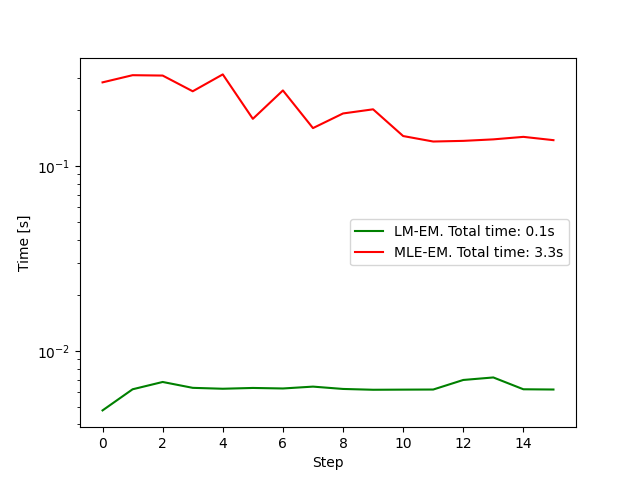 Time [s]
10⁻¹
10⁻²
LM-EM. Total time: 0.1s
MLE-EM. Total time: 3.3s
0 2 4 6 8 10 12 14
Step